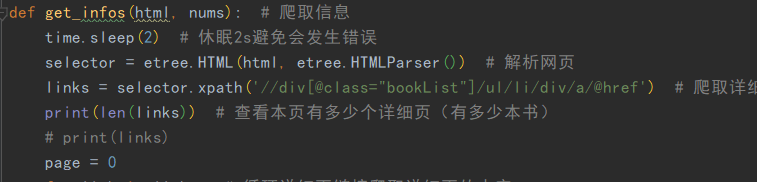 def get_infos(html, nums):  # 爬取信息
    time.sleep(2)  # 休眠2s避免会发生错误
    selector = etree.HTML(html, etree.HTMLParser())  # 解析网页
    links = selector.xpath('//div[@class="bookList"]/ul/li/div/a/@href')  # 爬取详细
    print(len(links))  # 查看本页有多少个详细页（有多少本书）
    # print(links)
    page = 0